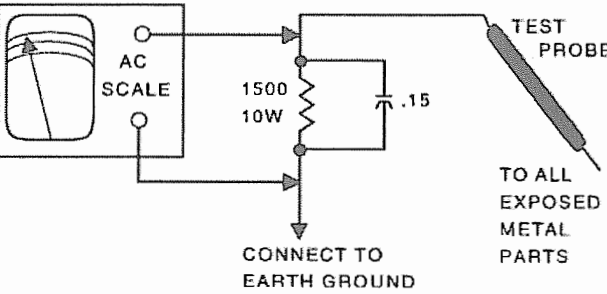 AC
SCALE
1500
10W
.15
TEST
PROBE
TO ALL
EXPOSED
METAL
PARTS
CONNECT TO
EARTH GROUND